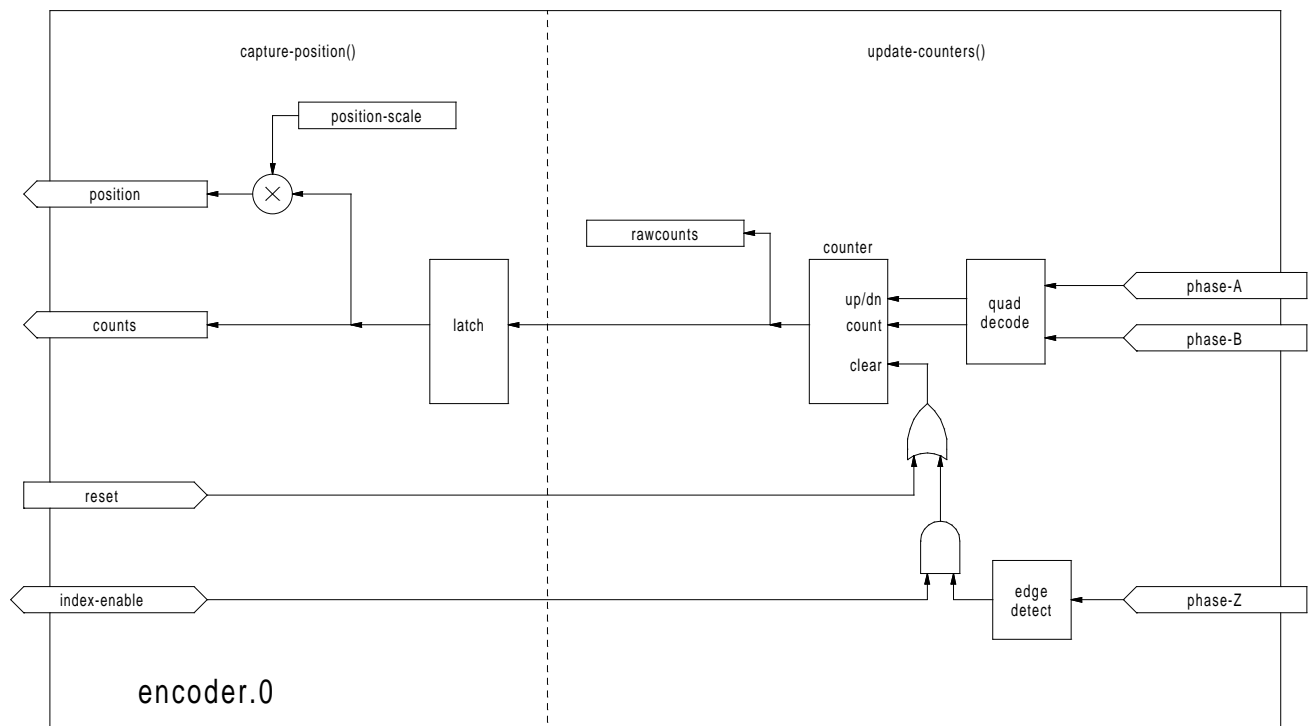 capture-position()
update-counters()
position-scale
position
rawcounts
counter
up/dn
count
clear
quad
decode
phase-A
phase-B
counts
latch
reset
index-enable
edge
detect
phase-Z
encoder.0